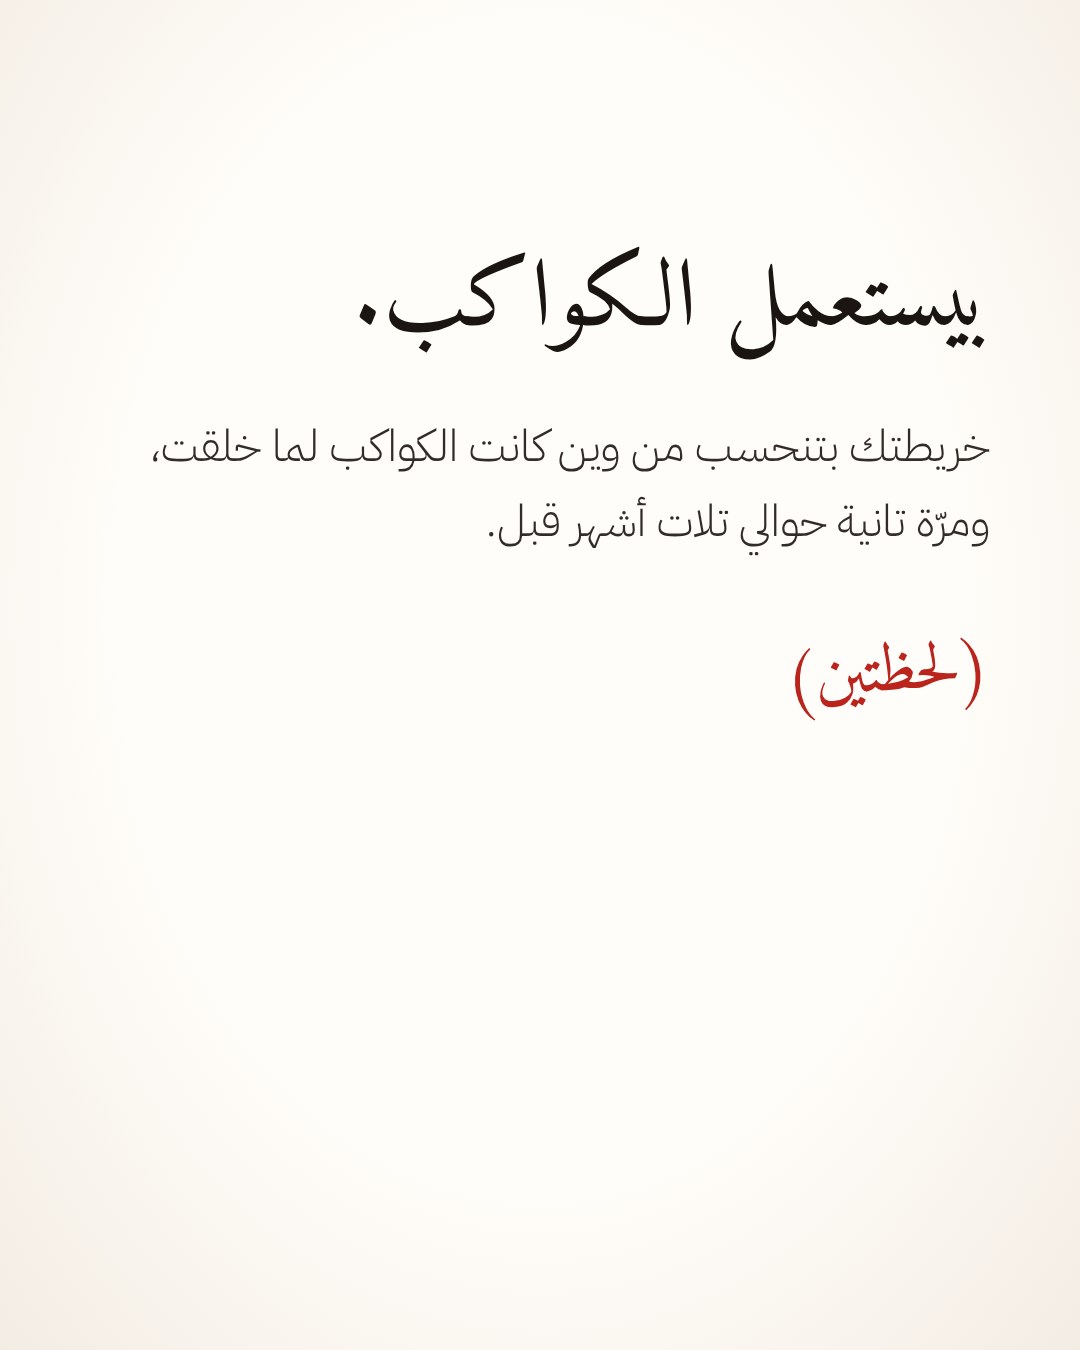 بيستعمل الكواكب.
خريطتك بتنحسب من وين كانت الكواكب لما خلقت،
ومرّة تانية حوالي تلات أشهر قبل.
(لحظتين)